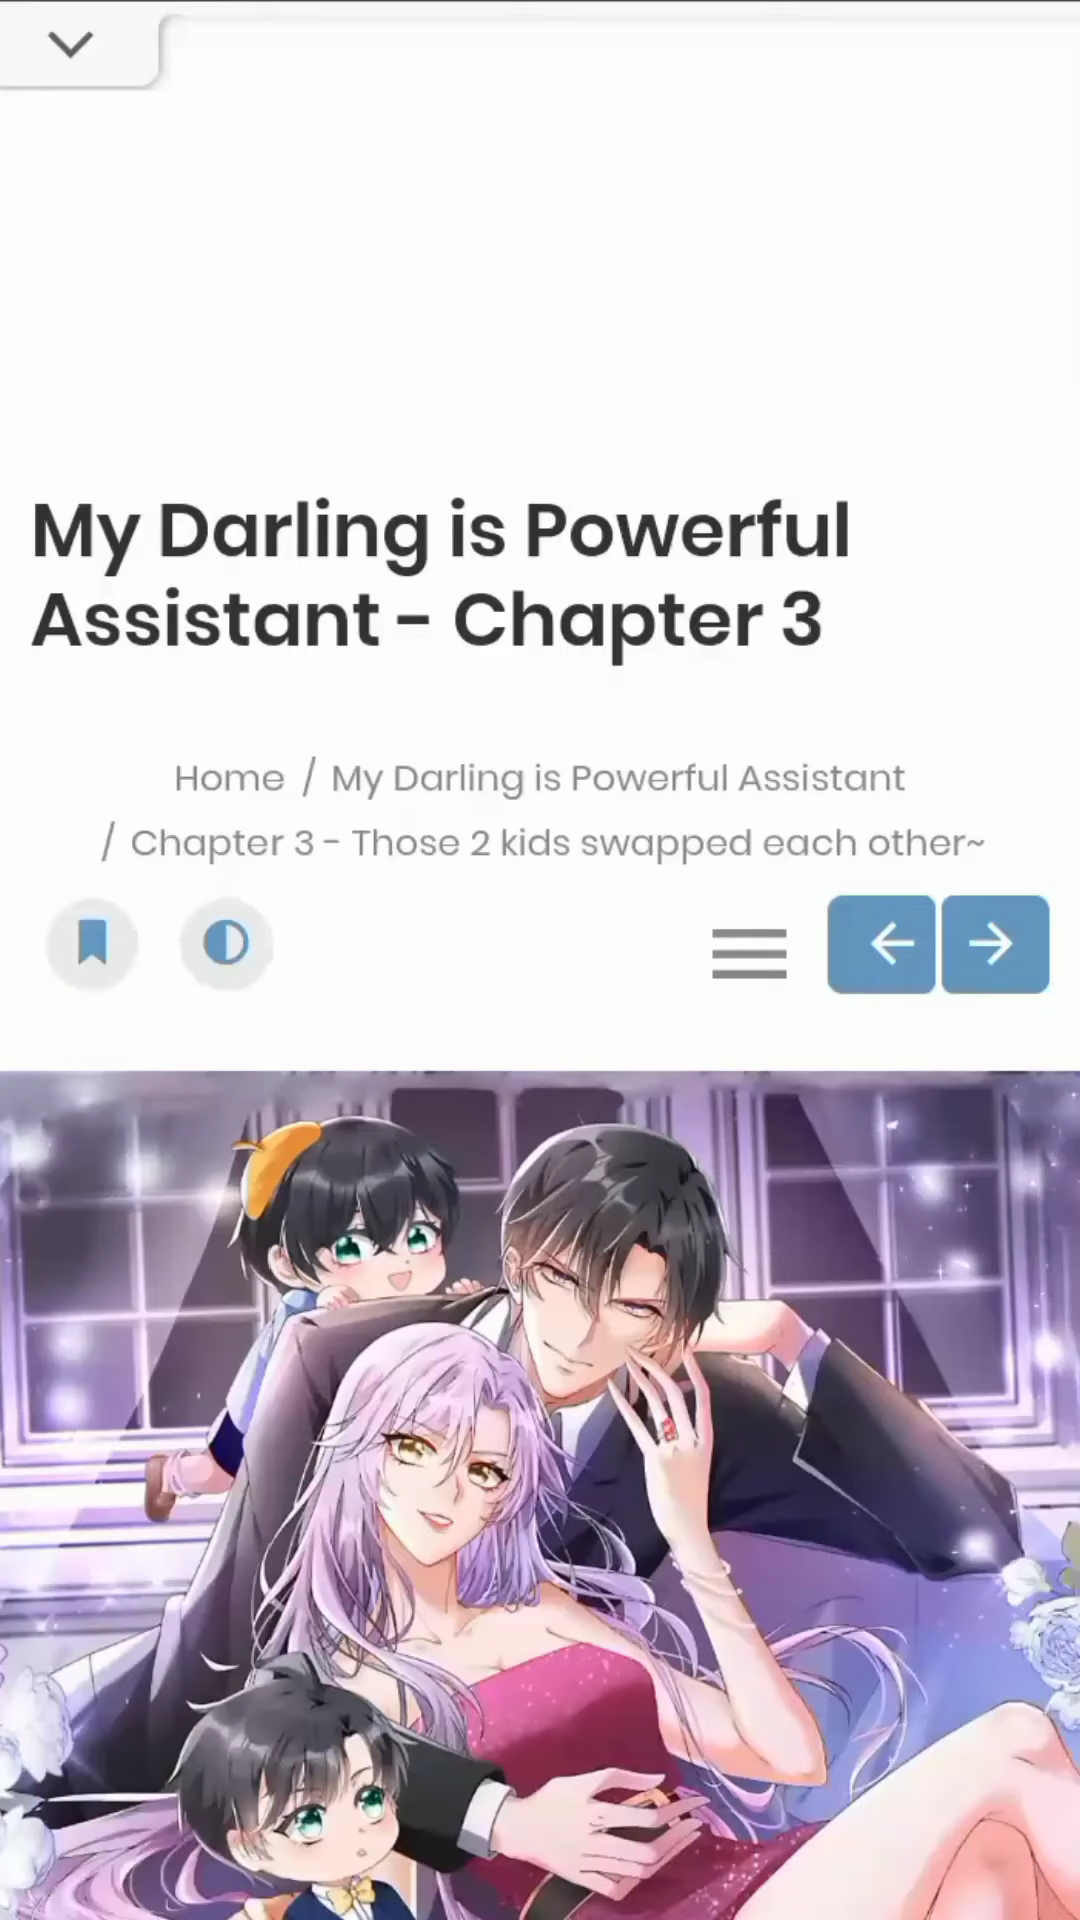 My Darling is Powerful
Assistant - Chapter 3
Home / My Darling is Powerful Assistant
/ Chapter 3 - Those 2 kids swapped each other~